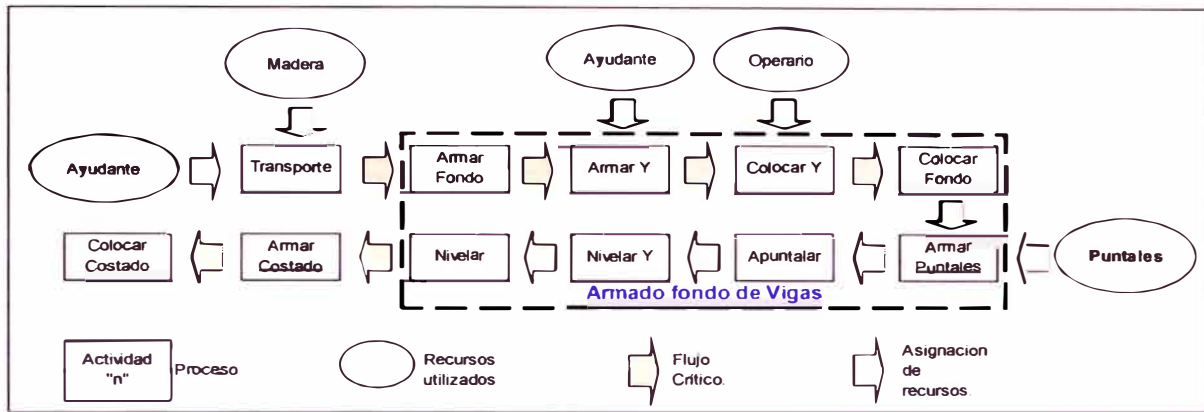 Madera
Ayudante
Operario
Ayudante
Transporte
Armar
Fondo
Armar Y
Colocar Y
Colocar
Fondo
Colocar
Costado
Armar
Costado
Nivelar
Nivelar Y
Apuntalar
Armar
Puntales
Puntales
Armado fondo de Vigas
Actividad
"n"
Proceso
Recursos
utilizados
Flujo
Crítico.
Asignacion
de
recursos.